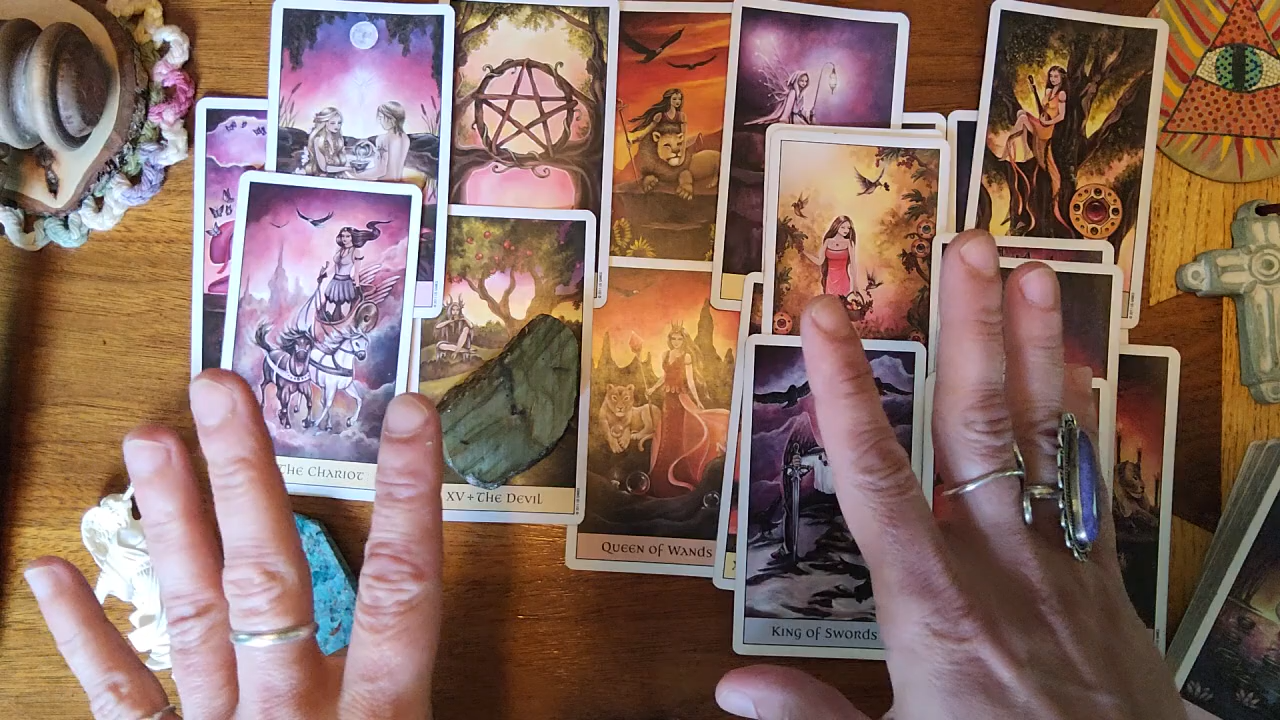 The Chariot
XV + The Devil
Queen of Wands
King of Swords